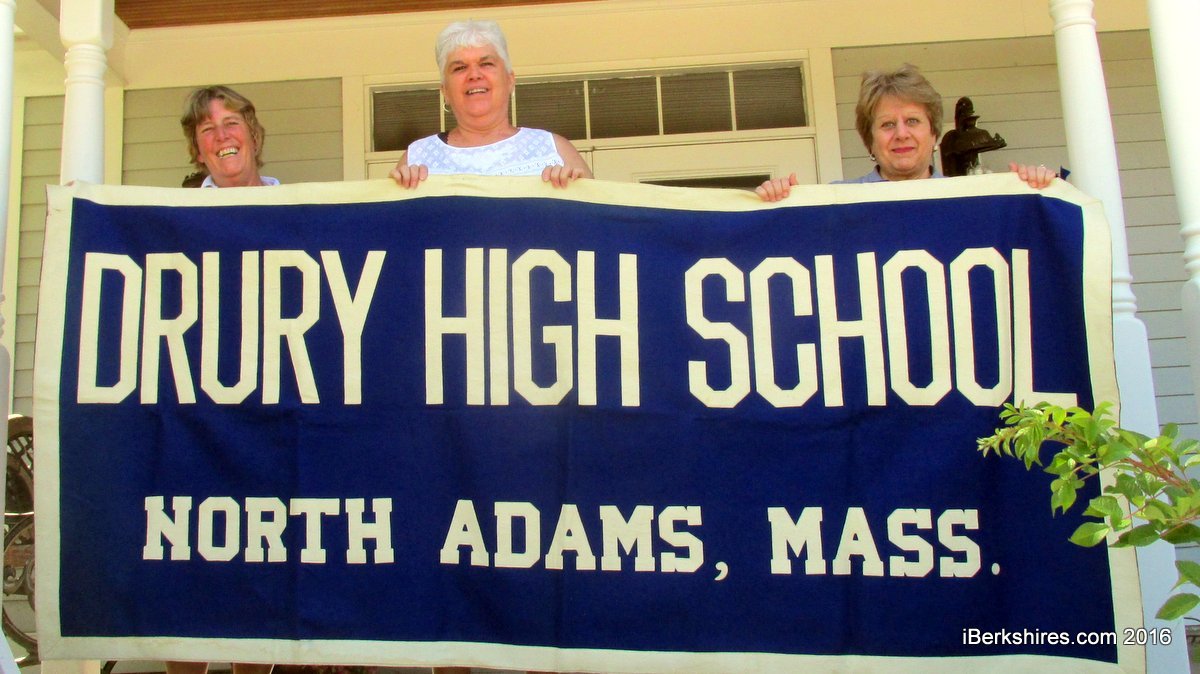 DRURY HIGH SCHOOL
NORTH ADAMS, MASS.
iBerkshires.com 2016